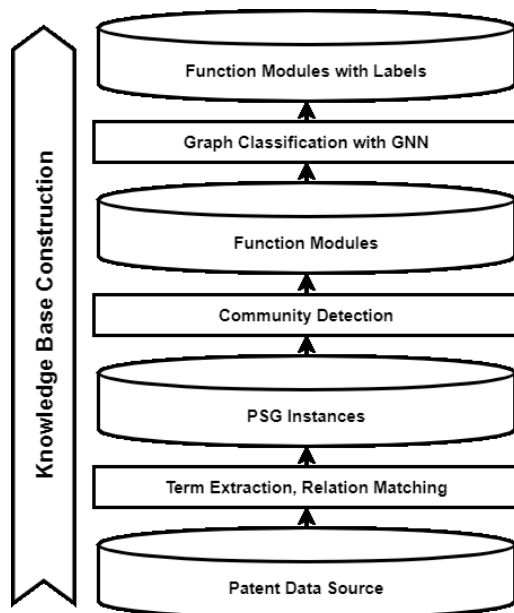 Knowledge Base Construction
Function Modules with Labels
Graph Classification with GNN
Function Modules
Community Detection
PSG Instances
Term Extraction, Relation Matching
Patent Data Source